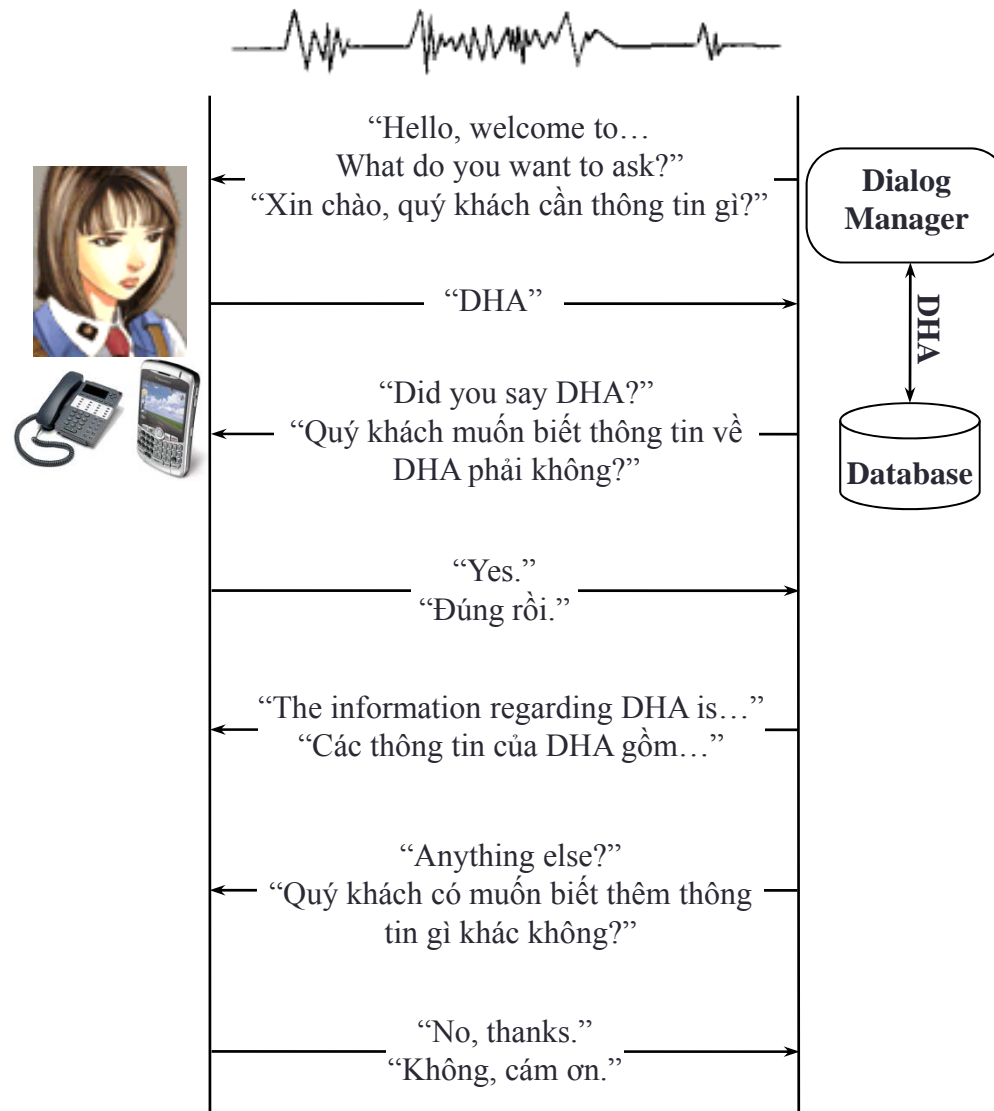 “Hello, welcome to…
What do you want to ask?”
“Xin chào, quý khách cần thông tin gì?”
Dialog
Manager
“DHA”
DHA
“Did you say DHA?”
“Quý khách muốn biết thông tin về
DHA phải không?”
Database
“Yes.”
“Đúng rồi.”
“The information regarding DHA is…”
“Các thông tin của DHA gồm…”
“Anything else?”
“Quý khách có muốn biết thêm thông
tin gì khác không?”
“No, thanks.”
“Không, cám ơn.”